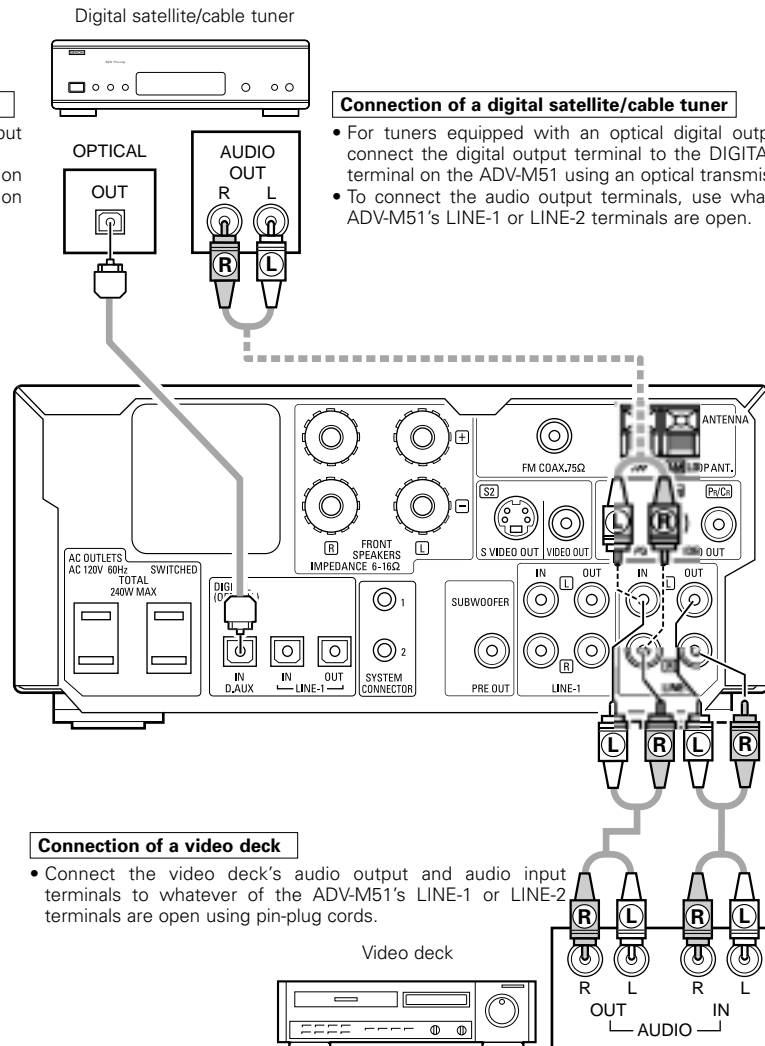 Digital satellite/cable tuner
Connection of a digital satellite/cable tuner
• For tuners equipped with an optical digital
connect the digital output terminal to the
terminal on the ADV-M51 using an optical
• To connect the audio output terminals, use
ADV-M51's LINE-1 or LINE-2 terminals are open.
on
on
OPTICAL
OUT
AUDIO
OUT
R L
R L
ANTENNA
FM COAX.75Ω
ANT.
S2
PR/CR
L R
S VIDEO OUT VIDEO OUT
OUT
+
−
R L
FRONT
SPEAKERS
IMPEDANCE 6-16Ω
AC OUTLETS
AC 120V 60Hz SWITCHED
TOTAL
240W MAX
IN
D.AUX
IN OUT
LINE-1
1
2
SYSTEM
CONNECTOR
SUBWOOFER
PRE OUT
IN OUT
L
R
LINE-1
IN OUT
L
L R L R
Connection of a video deck
• Connect the video deck's audio output and audio input
terminals to whatever of the ADV-M51's LINE-1 or LINE-2
terminals are open using pin-plug cords.
Video deck
R L R L
R L R L
OUT IN
AUDIO